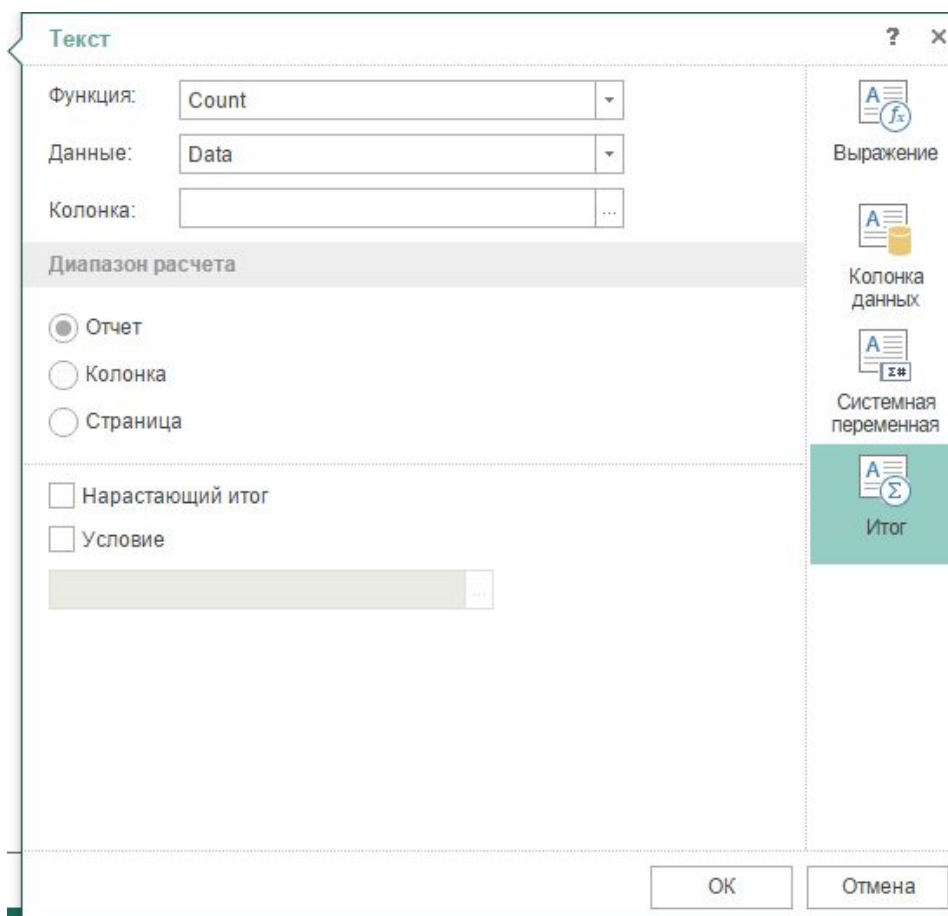 Текст
Функция:
Count
Данные:
Data
Колонка:
Диапазон расчета
Отчет
Колонка
Страница
Нарастающий итог
Условие
Выражение
Колонка
данных
Системная
переменная
Итог
OK
Отмена